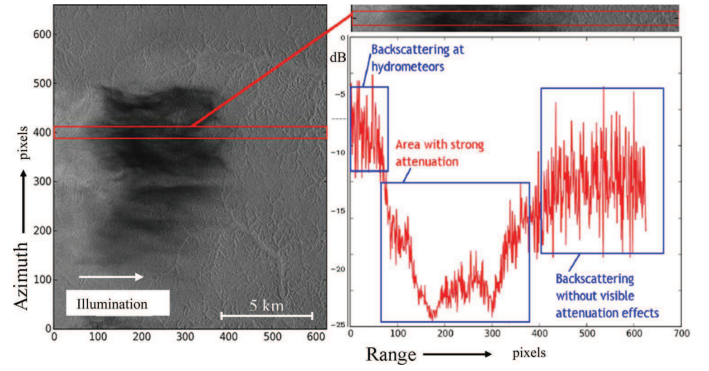 600
500
400
300
200
100
0
Azimuth
pixels
Illumination
5 km
0 100 200 300 400 500 600
0
dB
−5
−10
−15
−20
−25
Backscattering at
hydrometeors
Area with strong
attenuation
Backscattering
without visible
attenuation effects
0 100 200 300 400 500 600 700
Range
pixels